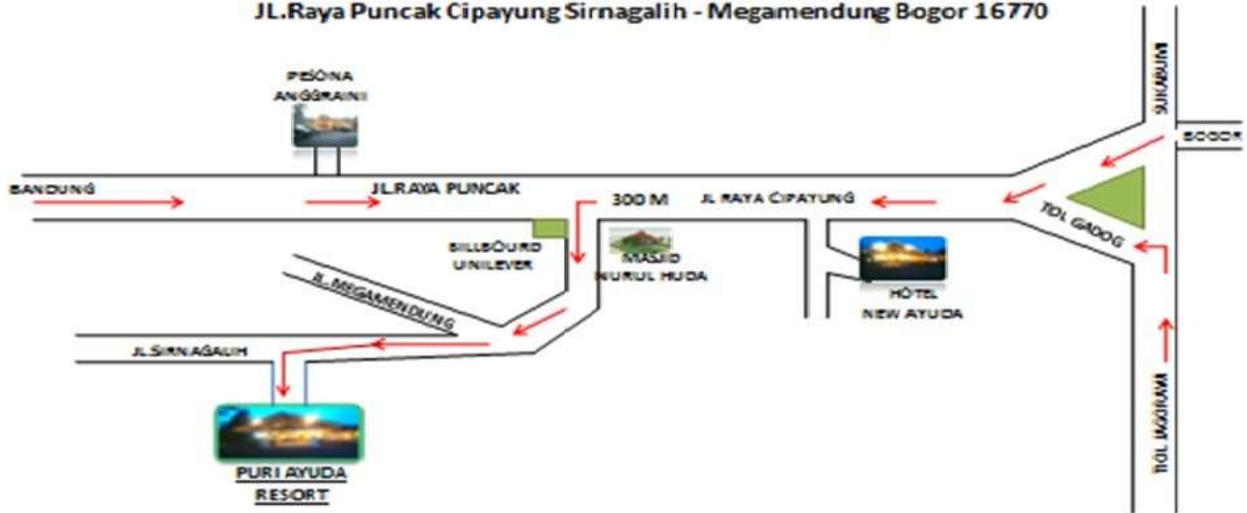 JL.Raya Puncak Cipayung Sirnagalih - Megamendung Bogor 16770
PESONA
ANGGRAINI
SUKABUMI
BOGOR
BANDUNG
JL.RAYA PUNCAK
300 M
JL RAYA CIPAYUNG
TOL GADOG
BILLBOURD
UNILEVER
MASJID
NURUL HUDA
HOTEL
NEW AYUDA
JL.MEGAMENDUNG
JL.SIRNAGALIH
TOL JAGORAWI
PURI AYUDA
RESORT